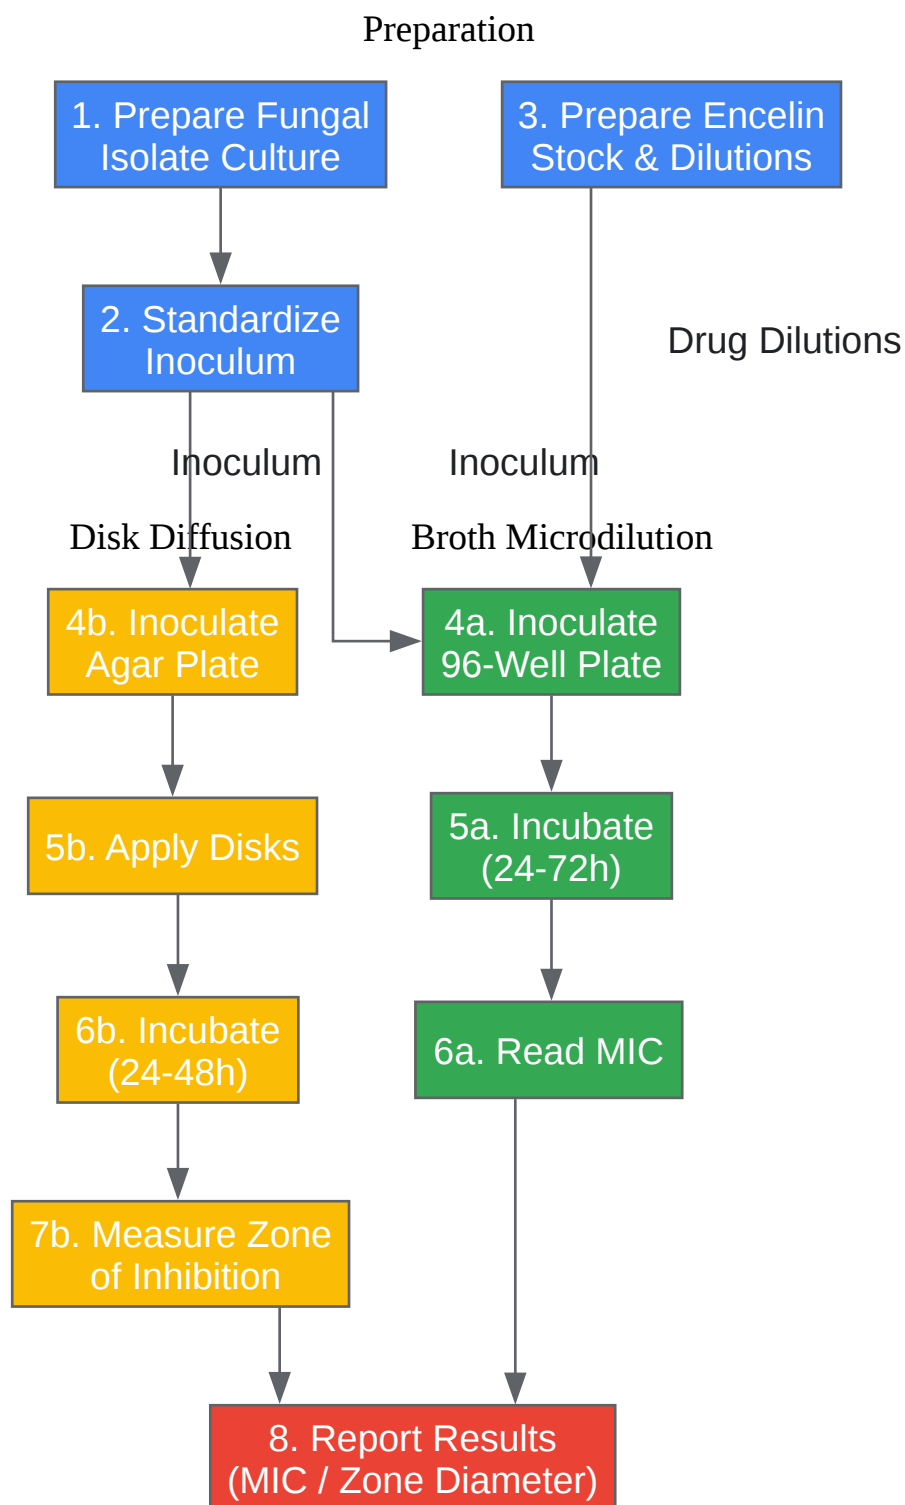 Preparation
1. Prepare Fungal
Isolate Culture
3. Prepare Encelin
Stock & Dilutions
2. Standardize
Inoculum
Drug Dilutions
Inoculum
Inoculum
Disk Diffusion
Broth Microdilution
4b. Inoculate
Agar Plate
4a. Inoculate
96-Well Plate
5b. Apply Disks
5a. Incubate
(24-72h)
6b. Incubate
(24-48h)
6a. Read MIC
7b. Measure Zone
of Inhibition
8. Report Results
(MIC / Zone Diameter)